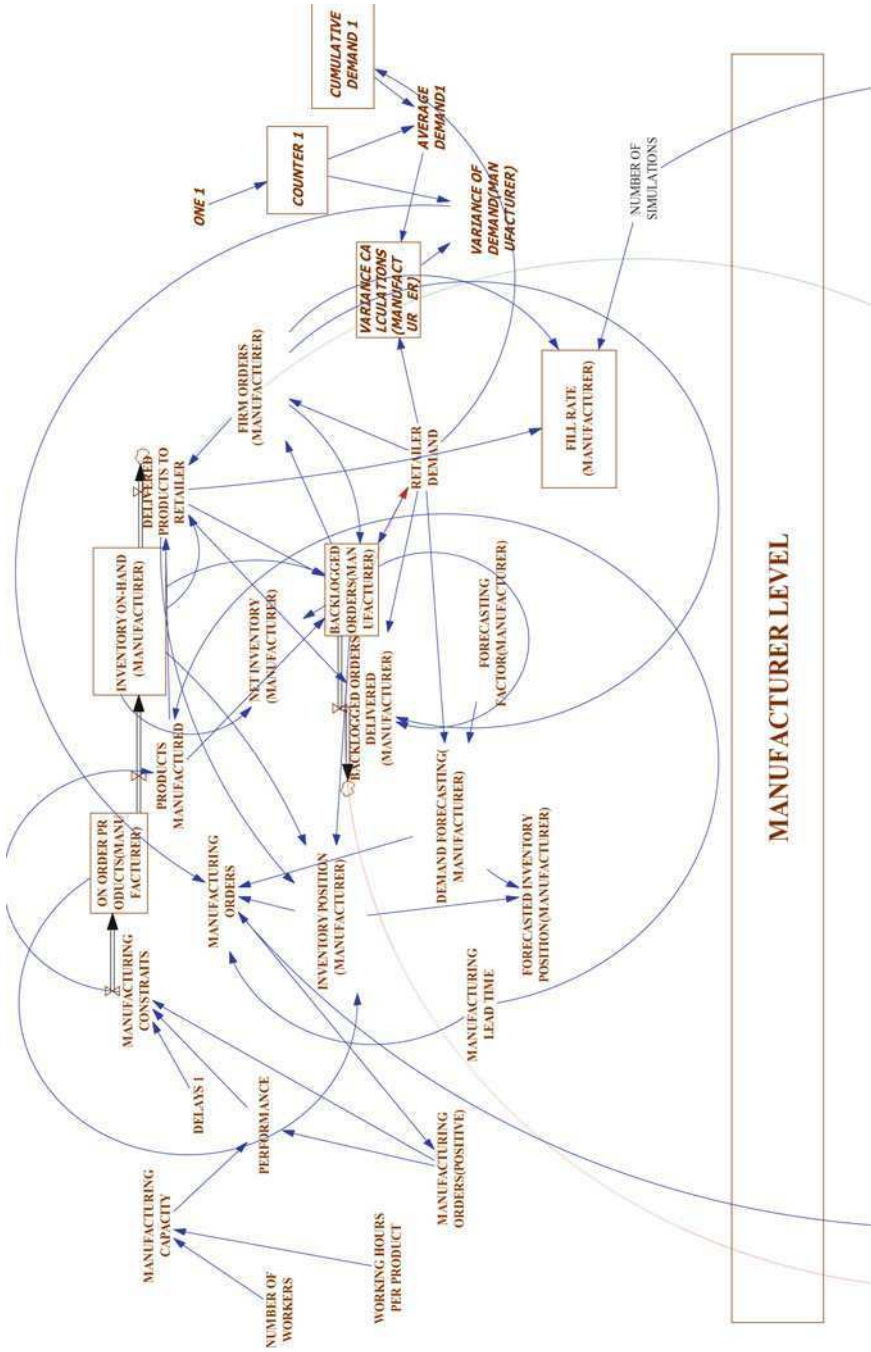 ONE 1
COUNTER 1
CUMULATIVE
DEMAND 1
AVERAGE
DEMAND1
VARIANCE OF
DEMAND(MAN
UFACTURER)
VARIANCE CA
LCULATIONS
(MANUFACT
UR ER)
NUMBER OF
SIMULATIONS
ON ORDER PR
ODUCTS(MANU
FACTURER)
INVENTORY ON-HAND
(MANUFACTURER)
DELIVERED
PRODUCTS TO
RETAILER
MANUFACTURING
CONSTRAITS
PRODUCTS
MANUFACTURED
FIRM ORDERS
(MANUFACTURER)
MANUFACTURING
CAPACITY
DELAYS 1
MANUFACTURING
ORDERS
NET INVENTORY
(MANUFACTURER)
NUMBER OF
WORKERS
PERFORMANCE
INVENTORY POSITION
(MANUFACTURER)
BACKLOGGED
ORDERS(MAN
UFACTURER)
BACKLOGGED ORDERS
DELIVERED
(MANUFACTURER)
RETAILER
DEMAND
WORKING HOURS
PER PRODUCT
MANUFACTURING
ORDERS(POSITIVE)
MANUFACTURING
LEAD TIME
DEMAND FORECASTING(
MANUFACTURER)
FORECASTING
FACTOR(MANUFACTURER)
FORECASTED INVENTORY
POSITION(MANUFACTURER)
FILL RATE
(MANUFACTURER)
MANUFACTURER LEVEL